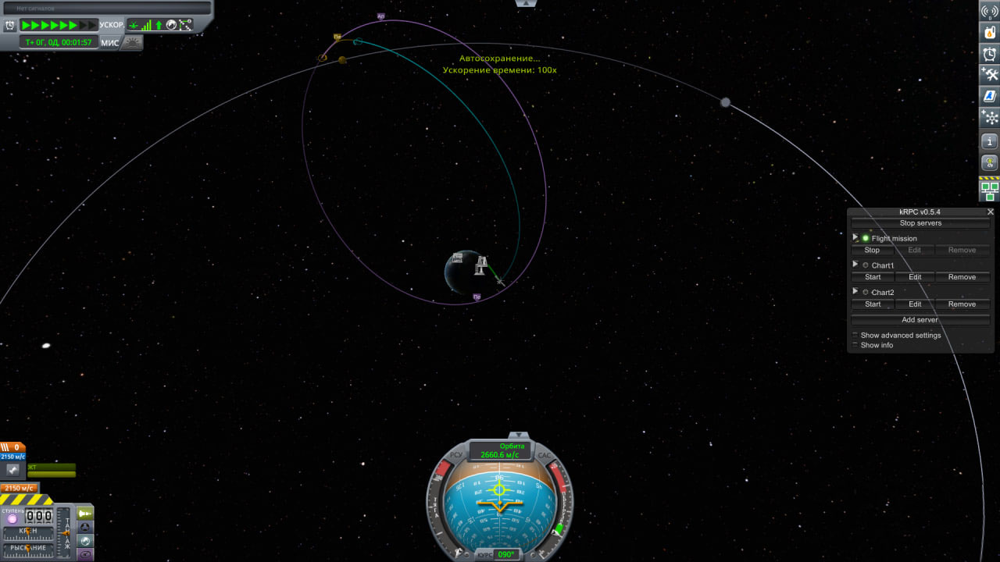 Нет сигналов
УСКОР.
T+ 0Г, 0Д, 00:01:57
МИС
Ап
Пе
Автосохранение...
Ускорение времени: 100x
Пе
kRPC v0.5.4
Stop servers
Flight mission
Stop Edit Remove
Chart1
Start Edit Remove
Chart2
Start Edit Remove
Add server
Show advanced settings
Show info
0
2150 м/с
ЖТ
2150 м/с
СТУПЕНЬ
000
КРЕН
РЫСКАНИЕ
ТАНГАЖ
РСУ
Орбита
2660.6 м/с
САС
КУРС 090°